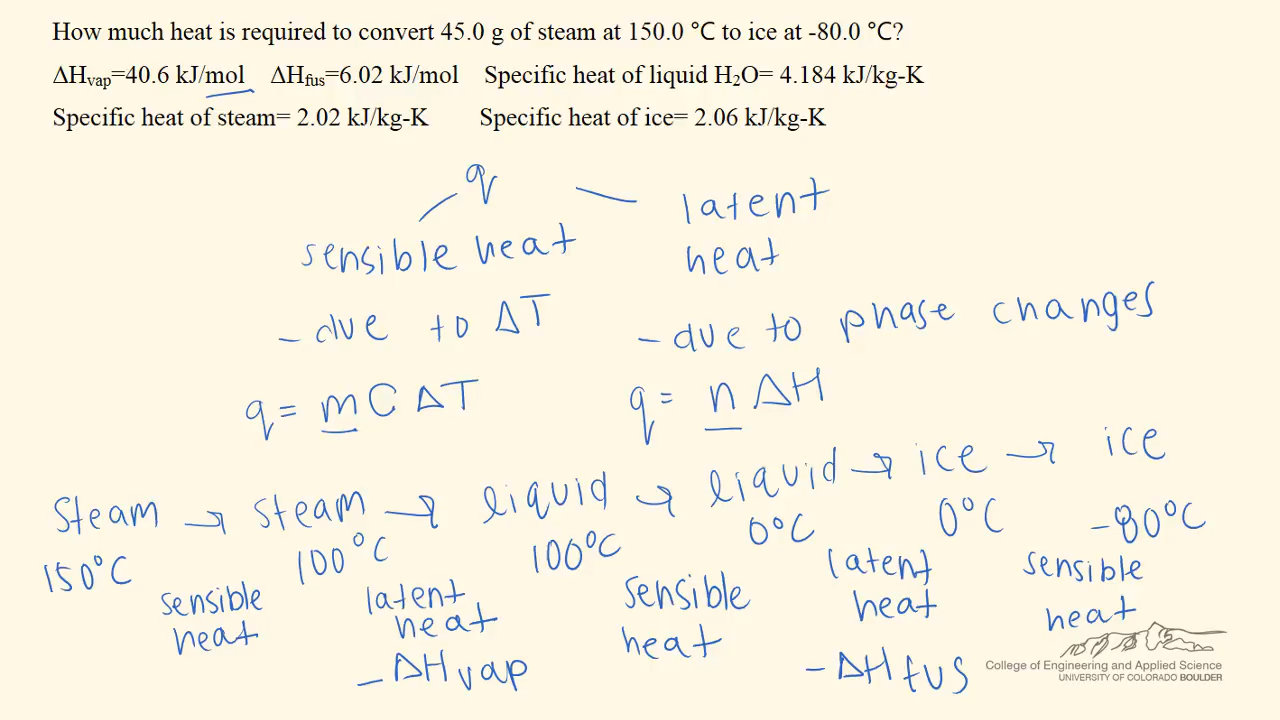 How much heat is required to convert 45.0 g of steam at 150.0 °C to ice at -80.0 °C?
ΔHvap=40.6 kJ/mol ΔHfus=6.02 kJ/mol Specific heat of liquid H₂O= 4.184 kJ/kg-K
Specific heat of steam= 2.02 kJ/kg-K Specific heat of ice= 2.06 kJ/kg-K
q
sensible heat
- due to ΔT
q = m C ΔT
latent
heat
- due to phase changes
q = n ΔH
Steam → steam → liquid → liquid → ice → ice
150°C 100°C 100°C 0°C 0°C -80°C
sensible
heat
latent
heat
- ΔHvap
sensible
heat
latent
heat
- ΔHfus
sensible
heat
College of Engineering and Applied Science
UNIVERSITY OF COLORADO BOULDER